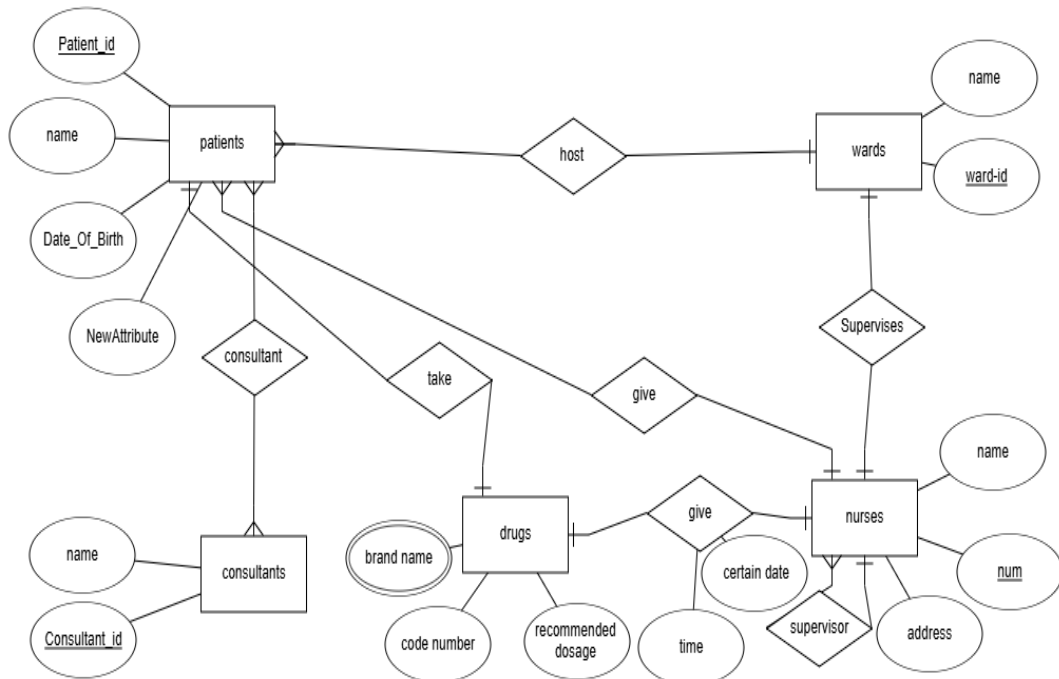 Patient_id
name
name
patients
host
wards
ward-id
Date_Of_Birth
NewAttribute
consultant
take
give
Supervises
name
name
brand name
drugs
give
nurses
consultants
certain date
num
Consultant_id
code number
recommended
dosage
time
supervisor
address